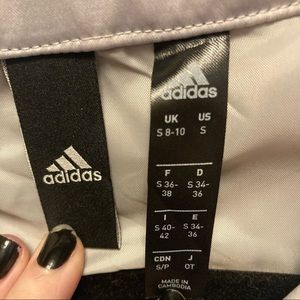 adidas
adidas
UK US
S 8-10 S
F D
S 36-38 S 34-36
I E
S 40-42 S 34-36
CDN J
S/P OT
MADE IN
CAMBODIA